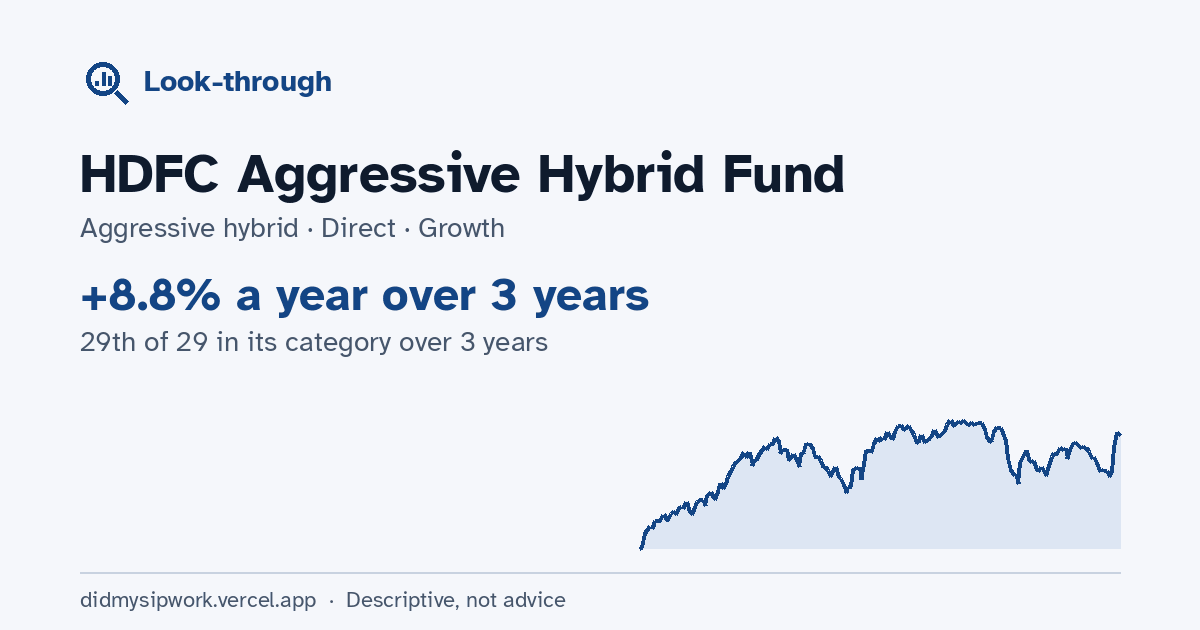 Look-through
HDFC Aggressive Hybrid Fund
Aggressive hybrid · Direct · Growth
+8.8% a year over 3 years
29th of 29 in its category over 3 years
didmysipwork.vercel.app · Descriptive, not advice